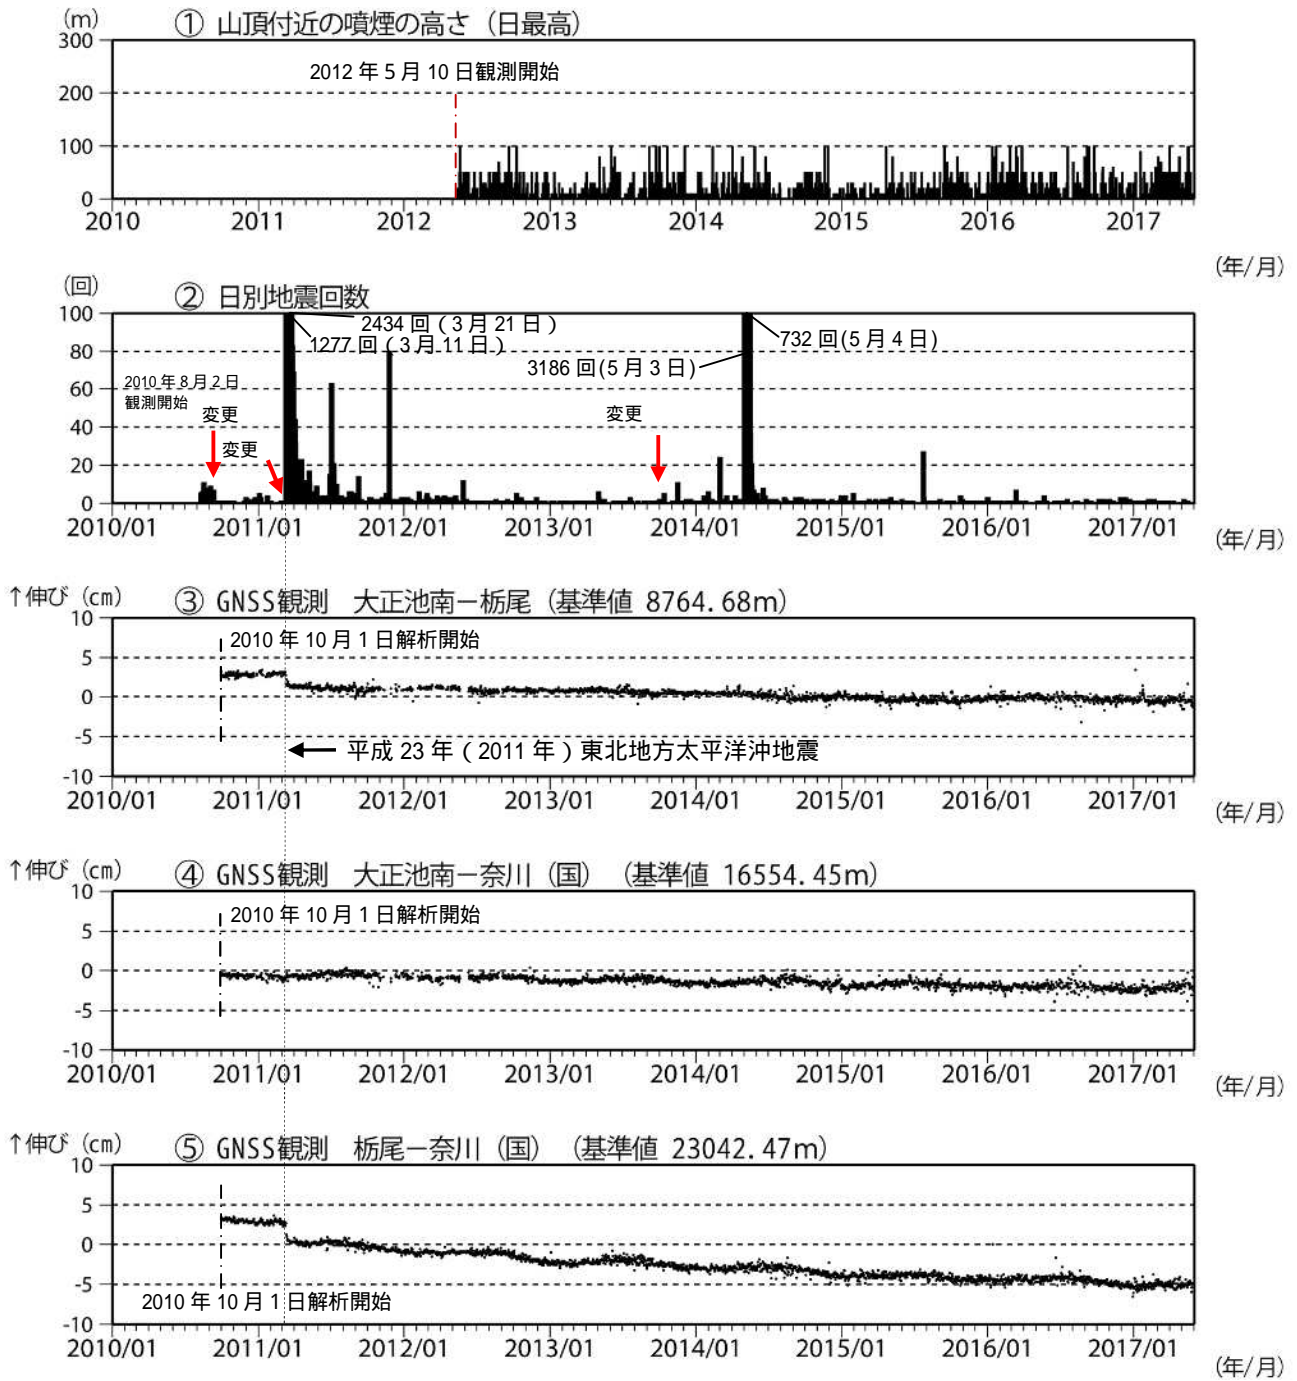 (m)
① 山頂付近の噴煙の高さ（日最高）
300
2012 年 5 月 10 日観測開始
200
100
0
2010 2011 2012 2013 2014 2015 2016 2017
(年/月)
(回)
② 日別地震回数
100
2434 回（3 月 21 日）
1277 回（3 月 11 日）
732 回(5 月 4 日)
3186 回(5 月 3 日)
80
2010 年 8 月 2 日
観測開始
変更
変更
変更
60
40
20
0
2010/01 2011/01 2012/01 2013/01 2014/01 2015/01 2016/01 2017/01
(年/月)
↑伸び（cm）
③ GNSS観測　大正池南－栃尾（基準値 8764.68m）
10
2010 年 10 月 1 日解析開始
5
0
-5
平成 23 年（2011 年）東北地方太平洋沖地震
-10
2010/01 2011/01 2012/01 2013/01 2014/01 2015/01 2016/01 2017/01
(年/月)
↑伸び（cm）
④ GNSS観測　大正池南－奈川（国）（基準値 16554.45m）
10
2010 年 10 月 1 日解析開始
5
0
-5
-10
2010/01 2011/01 2012/01 2013/01 2014/01 2015/01 2016/01 2017/01
(年/月)
↑伸び（cm）
⑤ GNSS観測　栃尾－奈川（国）（基準値 23042.47m）
10
5
0
-5
2010 年 10 月 1 日解析開始
-10
2010/01 2011/01 2012/01 2013/01 2014/01 2015/01 2016/01 2017/01
(年/月)